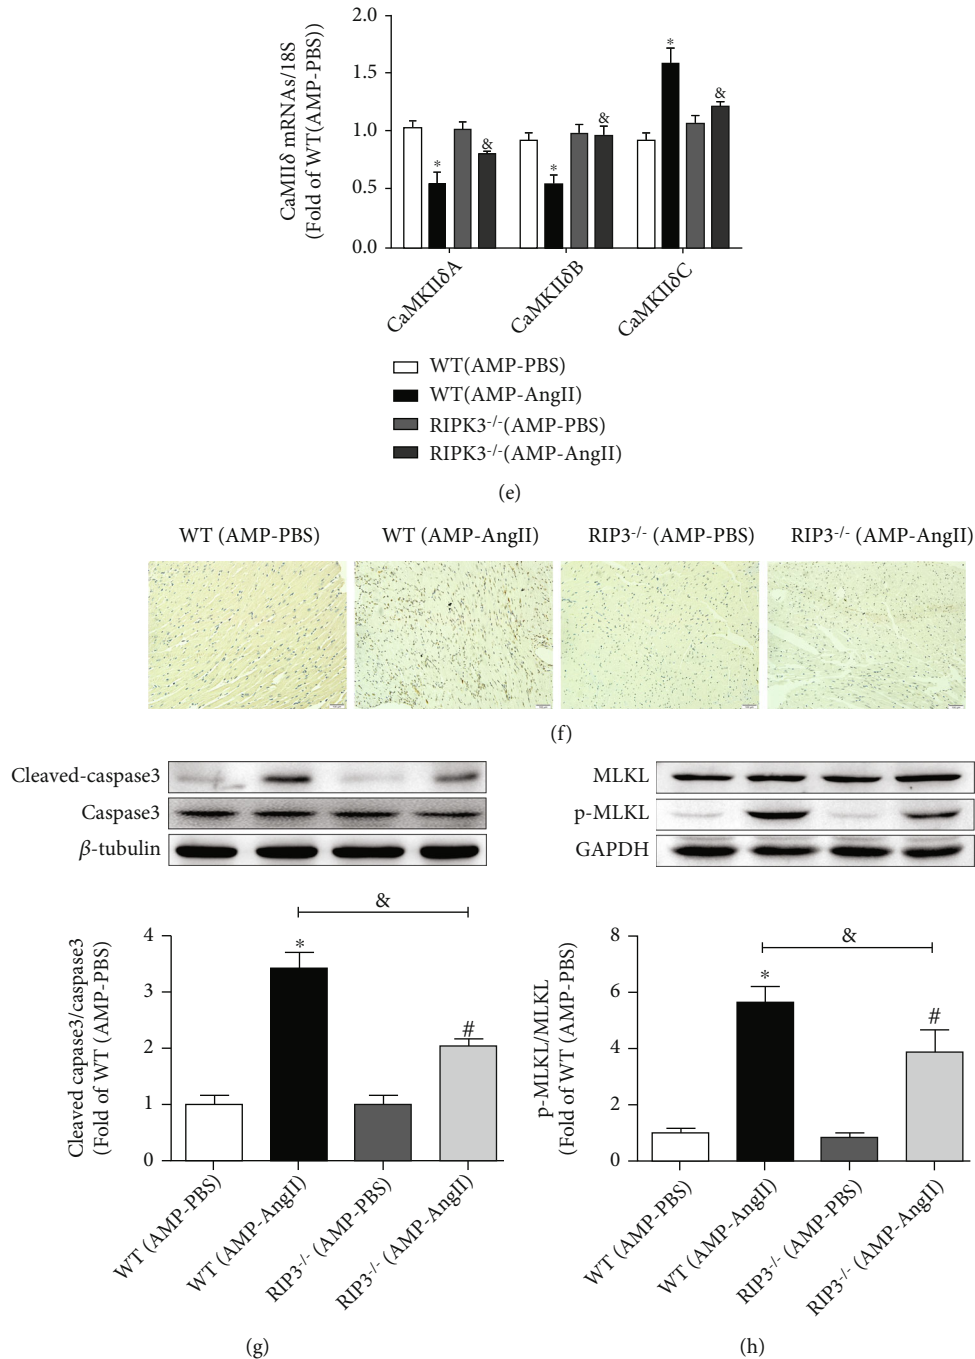 CaMIIδ mRNAs/18S
(Fold of WT(AMP-PBS))
2.0
1.5
1.0
0.5
0.0
*
&
*
&
*
&
CaMKIIδA
CaMKIIδB
CaMKIIδC
WT(AMP-PBS)
WT(AMP-AngII)
RIPK3-/-(AMP-PBS)
RIPK3-/-(AMP-AngII)
(e)
WT (AMP-PBS) WT (AMP-AngII) RIP3-/- (AMP-PBS) RIP3-/- (AMP-AngII)
(f)
Cleaved-caspase3
Caspase3
β-tubulin
Cleaved capase3/caspase3
(Fold of WT (AMP-PBS)
4
3
2
1
0
&
*
#
WT (AMP-PBS)
WT (AMP-AngII)
RIP3-/- (AMP-PBS)
RIP3-/- (AMP-AngII)
(g)
MLKL
p-MLKL
GAPDH
p-MLKL/MLKL
(Fold of WT (AMP-PBS)
8
6
4
2
0
&
*
#
WT (AMP-PBS)
WT (AMP-AngII)
RIP3-/- (AMP-PBS)
RIP3-/- (AMP-AngII)
(h)